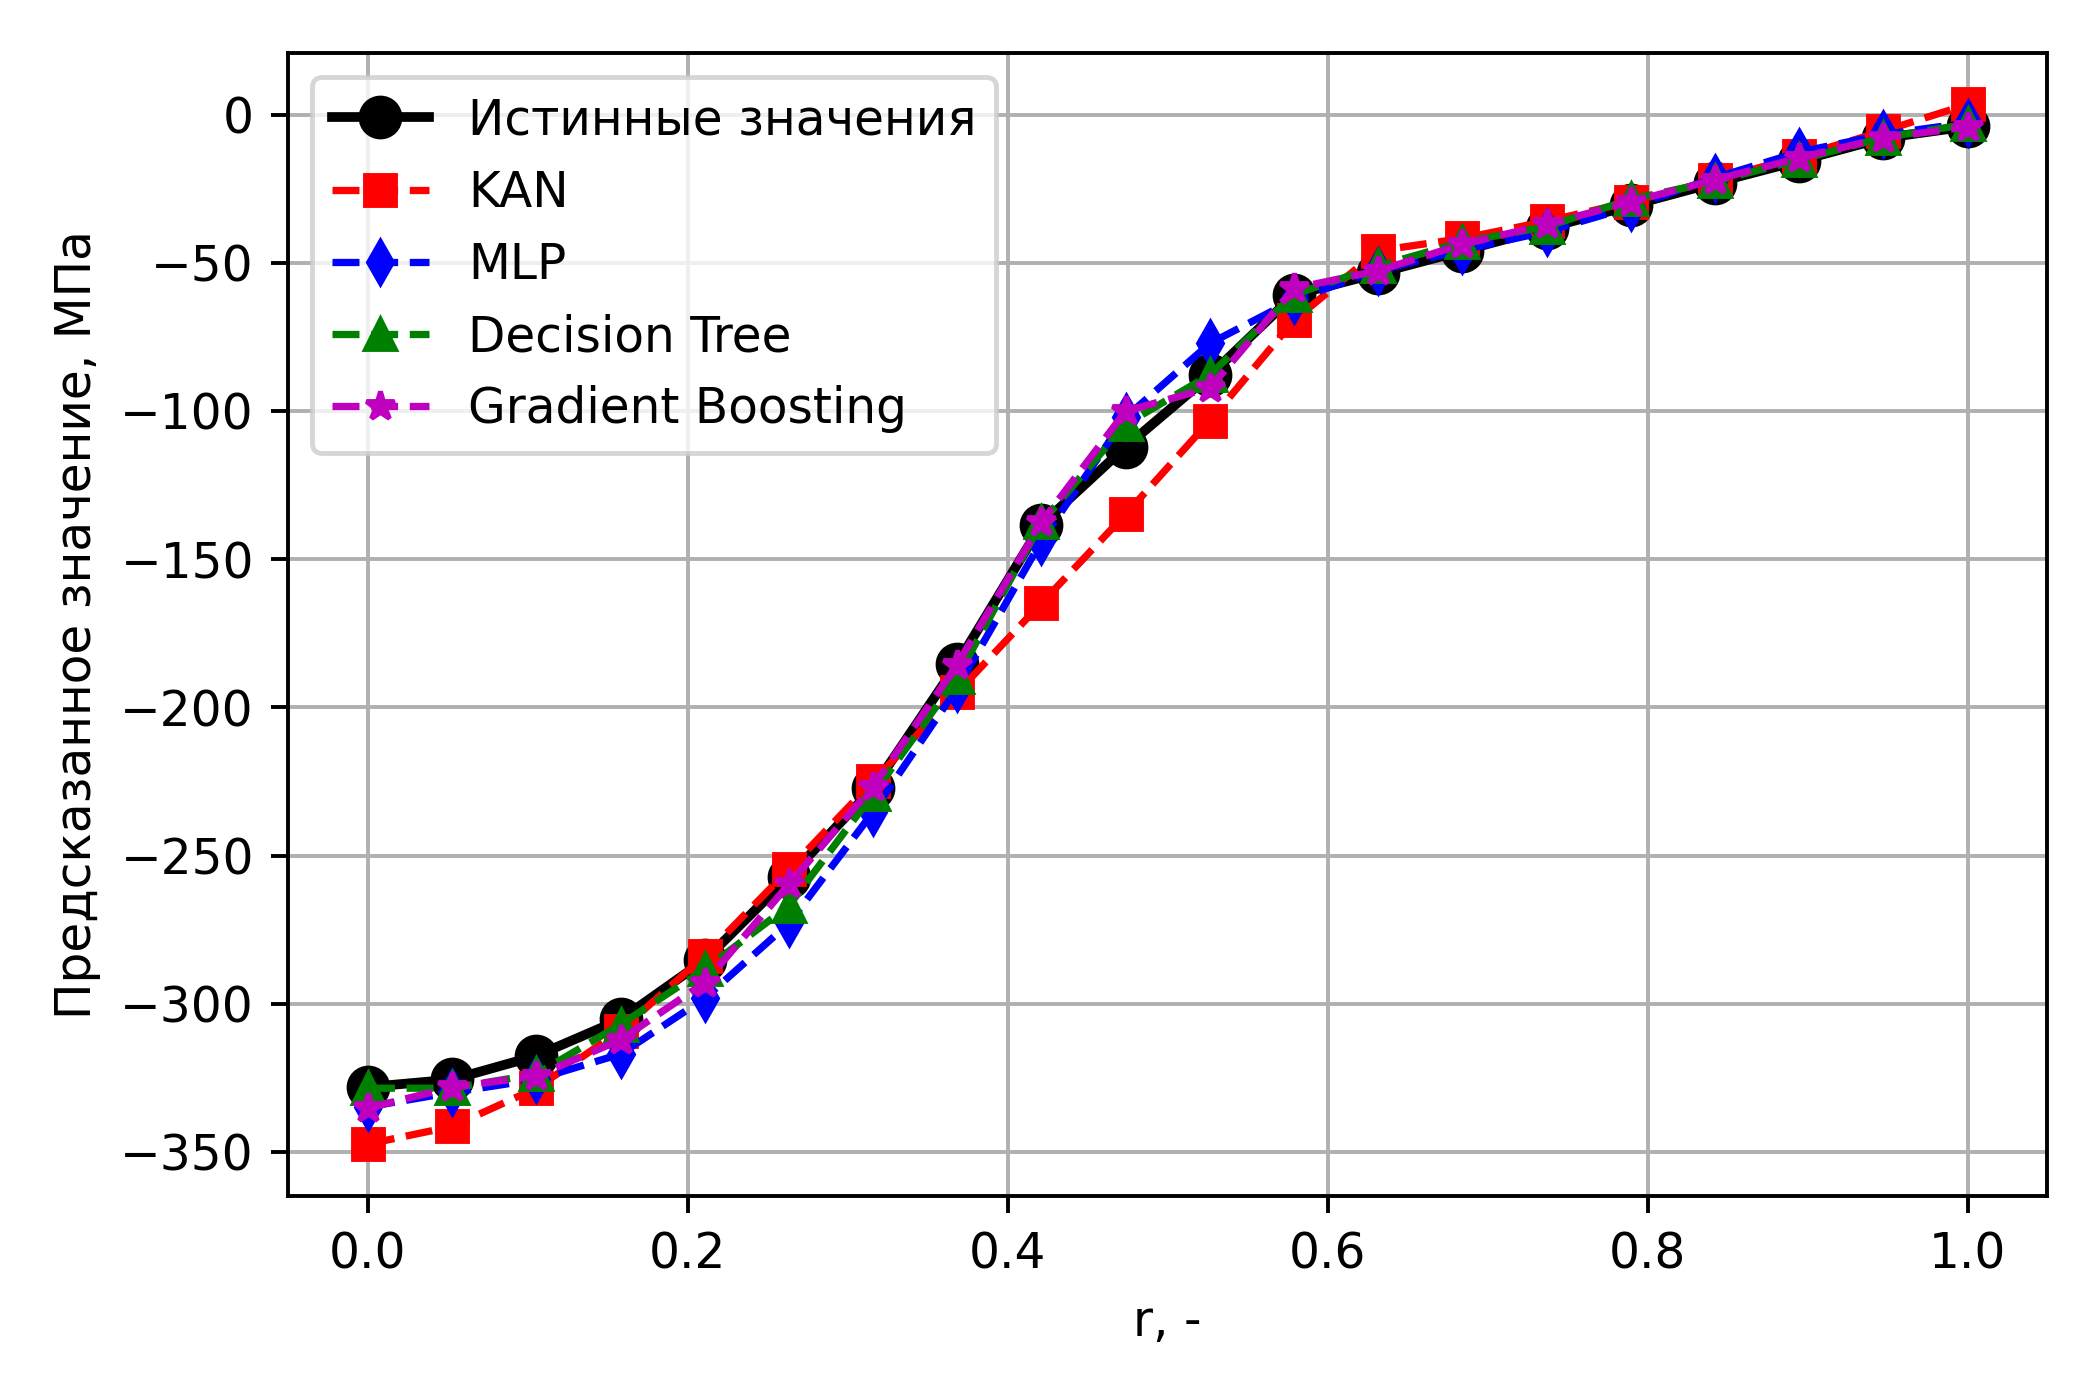 Истинные значения
KAN
MLP
Decision Tree
Gradient Boosting
Предсказанное значение, МПа
0
−50
−100
−150
−200
−250
−300
−350
0.0 0.2 0.4 0.6 0.8 1.0
r, -